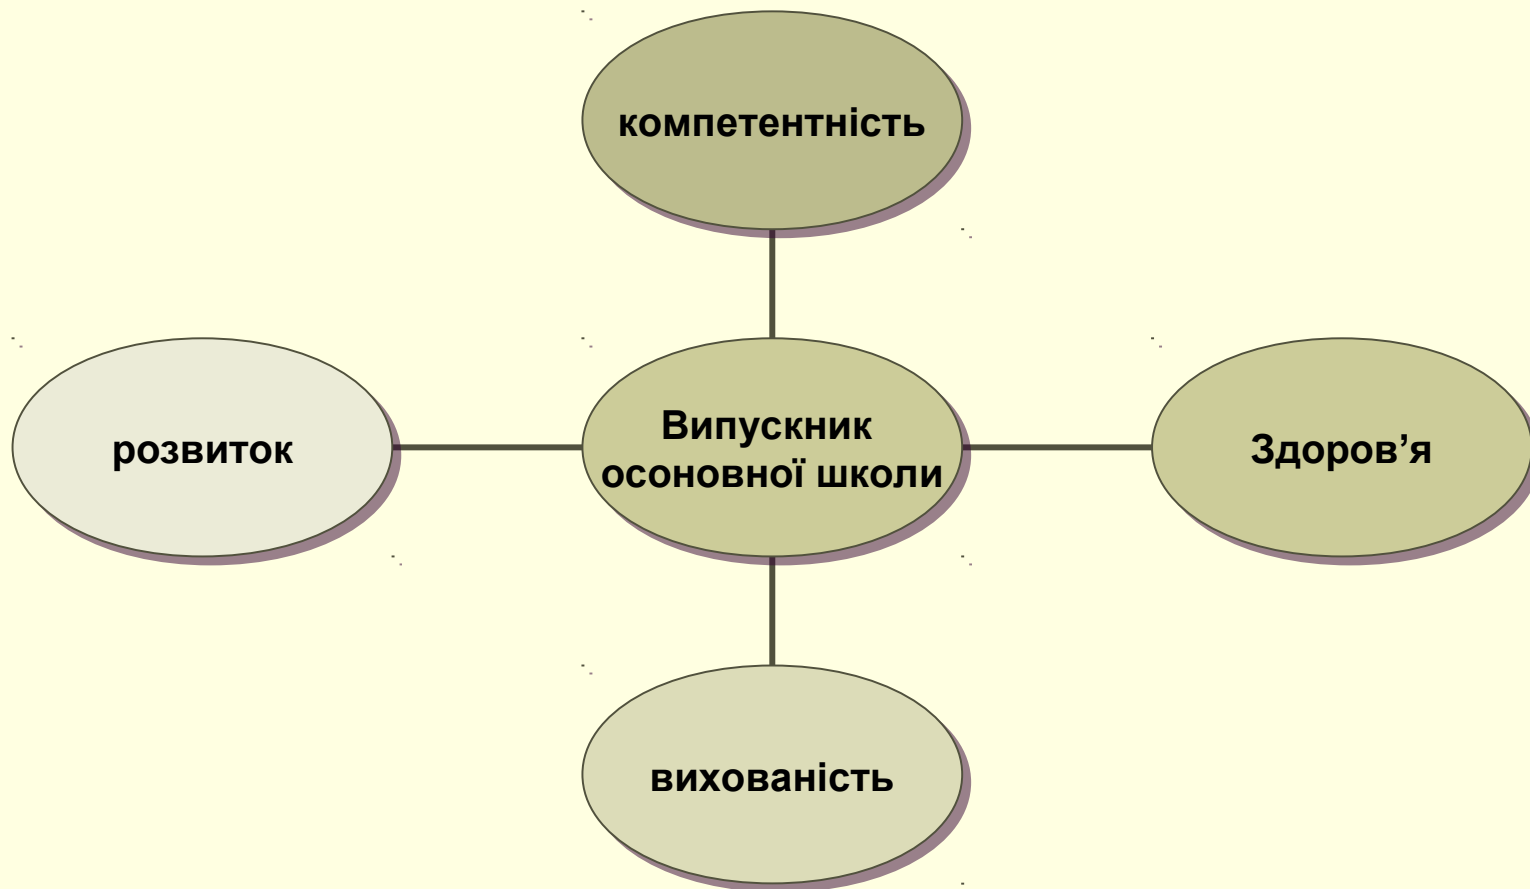 компетентність
розвиток
Випускник
осоновної школи
Здоров’я
вихованість